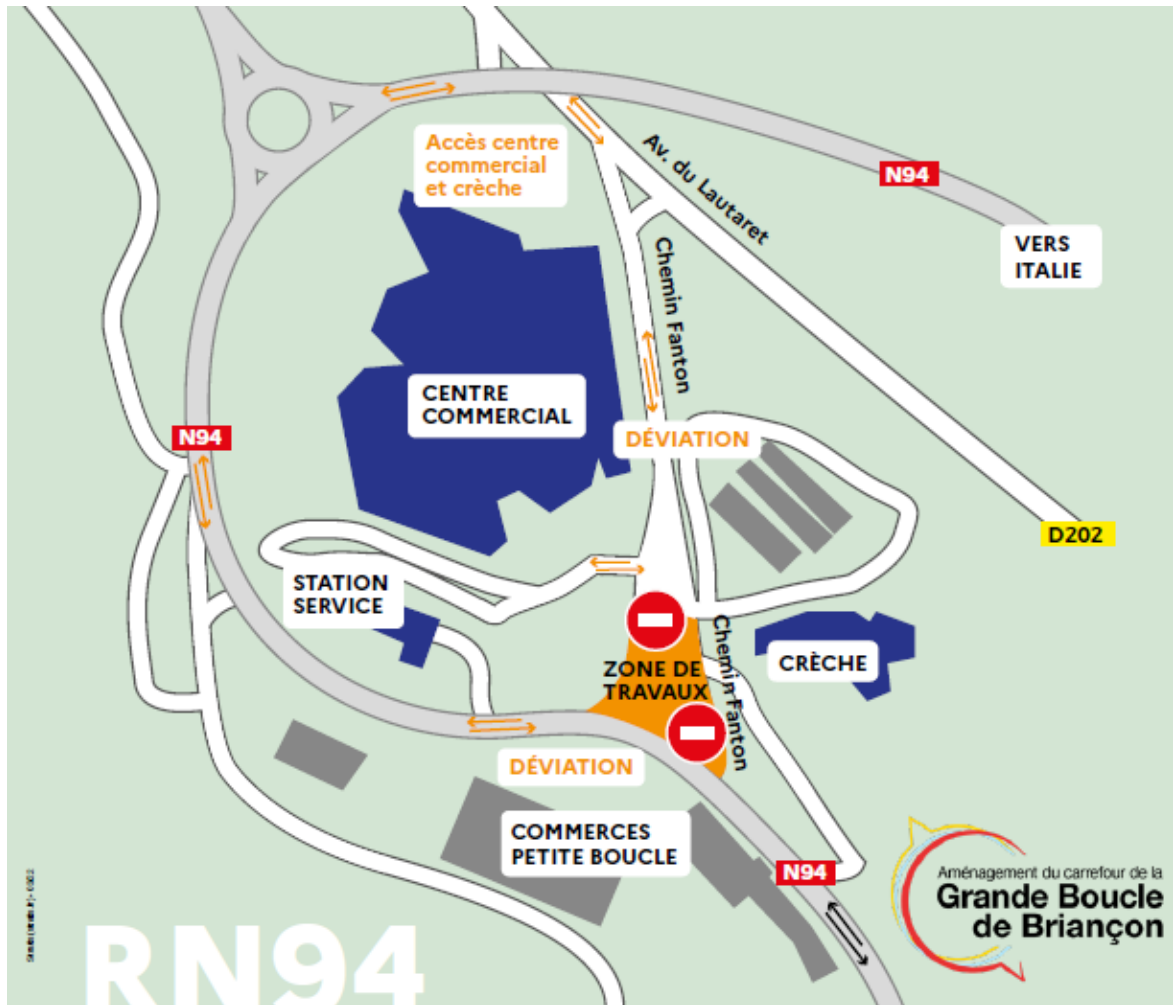 Accès centre
commercial
et crèche
Av. du Lautaret
N94
VERS
ITALIE
Chemin Fanton
CENTRE
COMMERCIAL
N94
DÉVIATION
D202
STATION
SERVICE
Chemin Fanton
CRÈCHE
ZONE DE
TRAVAUX
DÉVIATION
COMMERCES
PETITE BOUCLE
N94
Aménagement du carrefour de la
Grande Boucle
de Briançon
RN94